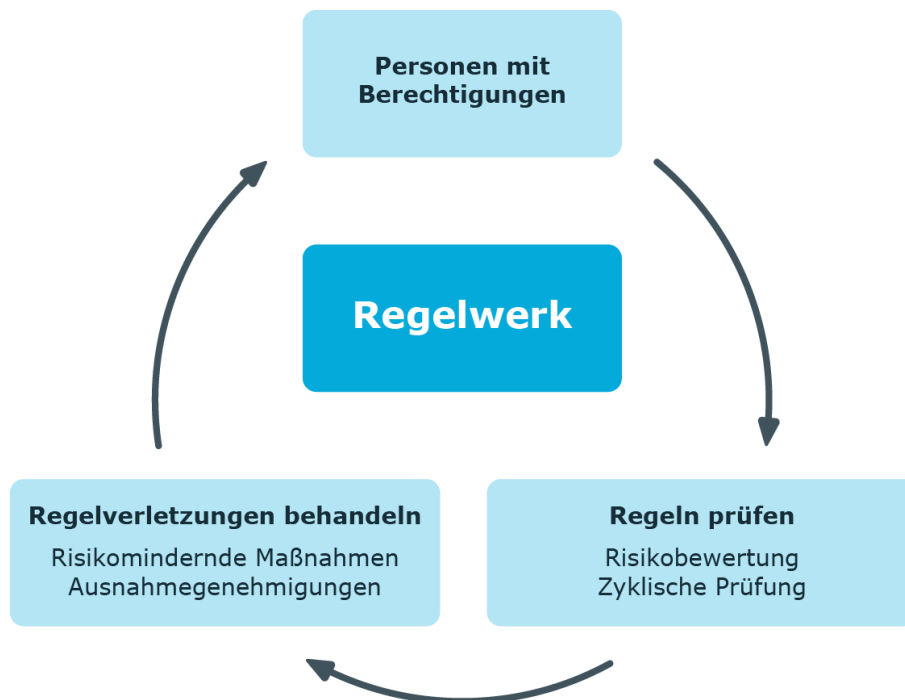 Personen mit
Berechtigungen
Regelwerk
Regelverletzungen behandeln
Risikomindernde Maßnahmen
Ausnahmegenehmigungen
Regeln prüfen
Risikobewertung
Zyklische Prüfung